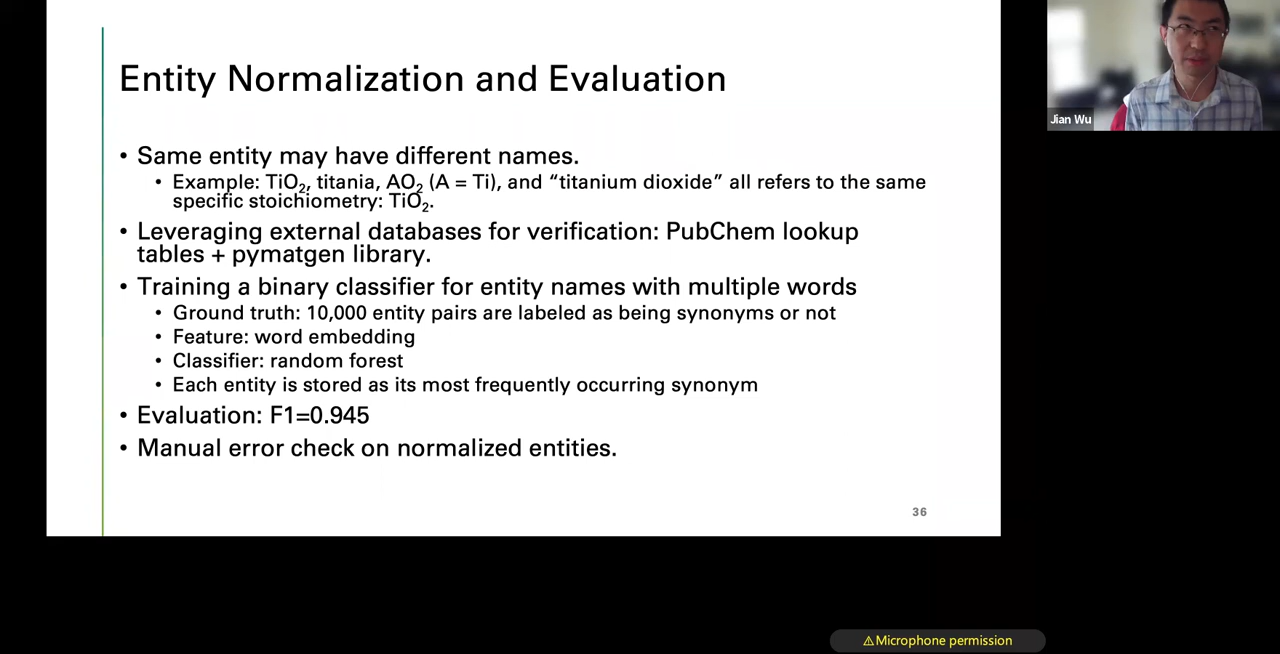 Entity Normalization and Evaluation
• Same entity may have different names.
• Example: TiO₂, titania, AO₂ (A = Ti), and “titanium dioxide” all refers to the same
specific stoichiometry: TiO₂.
• Leveraging external databases for verification: PubChem lookup
tables + pymatgen library.
• Training a binary classifier for entity names with multiple words
• Ground truth: 10,000 entity pairs are labeled as being synonyms or not
• Feature: word embedding
• Classifier: random forest
• Each entity is stored as its most frequently occurring synonym
• Evaluation: F1=0.945
• Manual error check on normalized entities.
36
Jian Wu
⚠Microphone permission